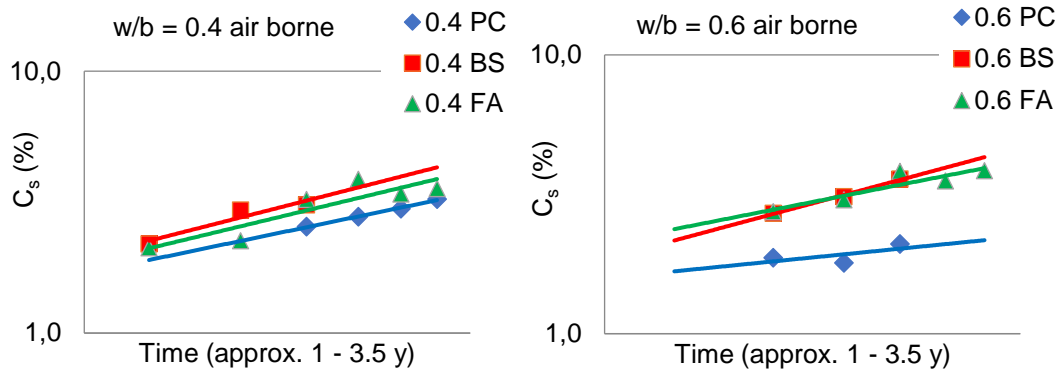 w/b = 0.4 air borne
0.4 PC
0.4 BS
0.4 FA
10,0
Cs (%)
1,0
Time (approx. 1 - 3.5 y)
w/b = 0.6 air borne
0.6 PC
0.6 BS
0.6 FA
10,0
Cs (%)
1,0
Time (approx. 1 - 3.5 y)